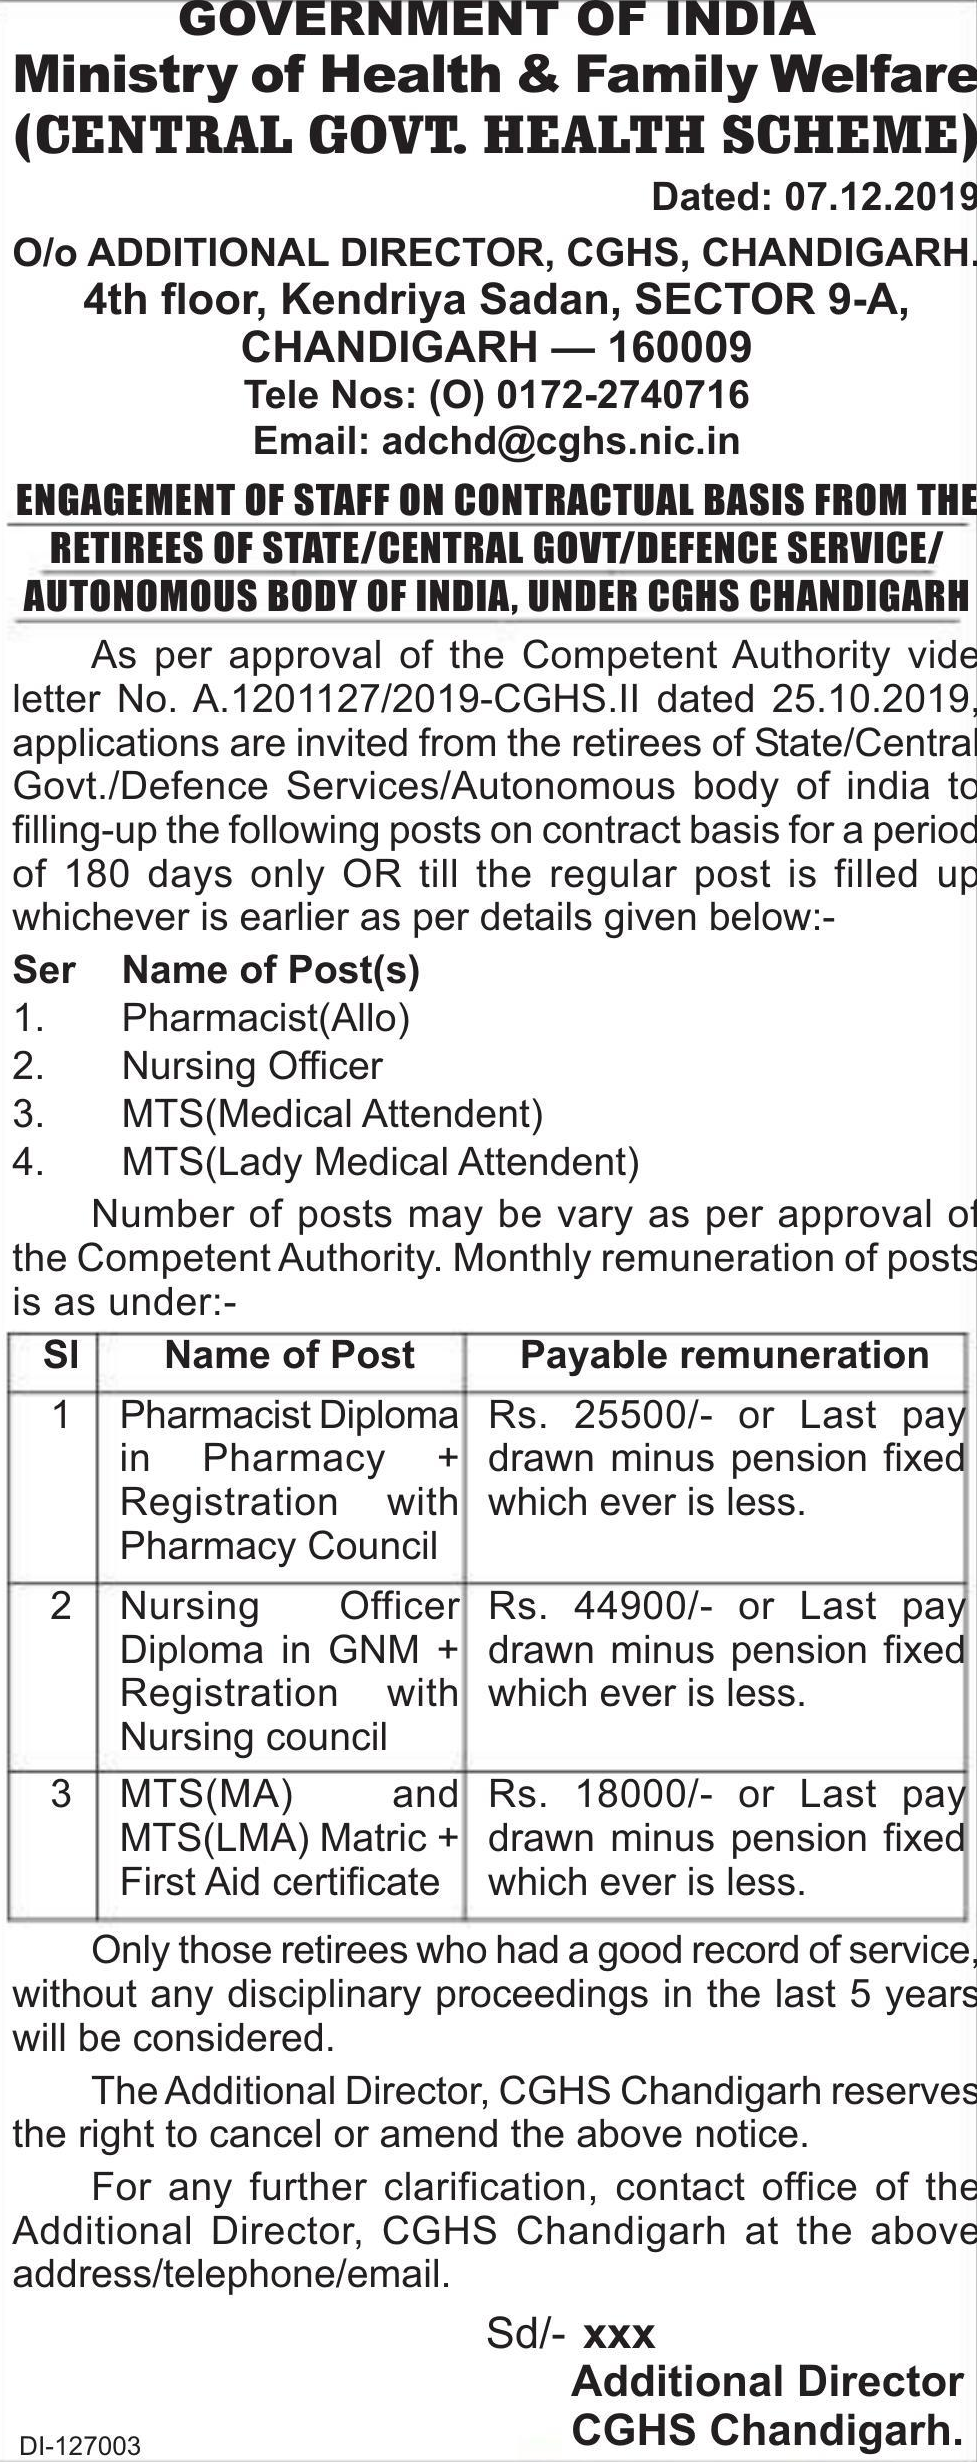 GOVERNMENT OF INDIA
Ministry of Health & Family Welfare
(CENTRAL GOVT. HEALTH SCHEME)
Dated: 07.12.2019
O/o ADDITIONAL DIRECTOR, CGHS, CHANDIGARH.
4th floor, Kendriya Sadan, SECTOR 9-A,
CHANDIGARH — 160009
Tele Nos: (O) 0172-2740716
Email: adchd@cghs.nic.in
ENGAGEMENT OF STAFF ON CONTRACTUAL BASIS FROM THE
RETIREES OF STATE/CENTRAL GOVT/DEFENCE SERVICE/
AUTONOMOUS BODY OF INDIA, UNDER CGHS CHANDIGARH
As per approval of the Competent Authority vide
letter No. A.1201127/2019-CGHS.II dated 25.10.2019,
applications are invited from the retirees of State/Central
Govt./Defence Services/Autonomous body of india to
filling-up the following posts on contract basis for a period
of 180 days only OR till the regular post is filled up
whichever is earlier as per details given below:-
Ser Name of Post(s)
1. Pharmacist(Allo)
2. Nursing Officer
3. MTS(Medical Attendent)
4. MTS(Lady Medical Attendent)
Number of posts may be vary as per approval of
the Competent Authority. Monthly remuneration of posts
is as under:-
SI Name of Post Payable remuneration
1 Pharmacist Diploma Rs. 25500/- or Last pay
in Pharmacy + drawn minus pension fixed
Registration with which ever is less.
Pharmacy Council
2 Nursing Officer Rs. 44900/- or Last pay
Diploma in GNM + drawn minus pension fixed
Registration with which ever is less.
Nursing council
3 MTS(MA) and Rs. 18000/- or Last pay
MTS(LMA) Matric + drawn minus pension fixed
First Aid certificate which ever is less.
Only those retirees who had a good record of service,
without any disciplinary proceedings in the last 5 years
will be considered.
The Additional Director, CGHS Chandigarh reserves
the right to cancel or amend the above notice.
For any further clarification, contact office of the
Additional Director, CGHS Chandigarh at the above
address/telephone/email.
Sd/- xxx
Additional Director
CGHS Chandigarh.
DI-127003